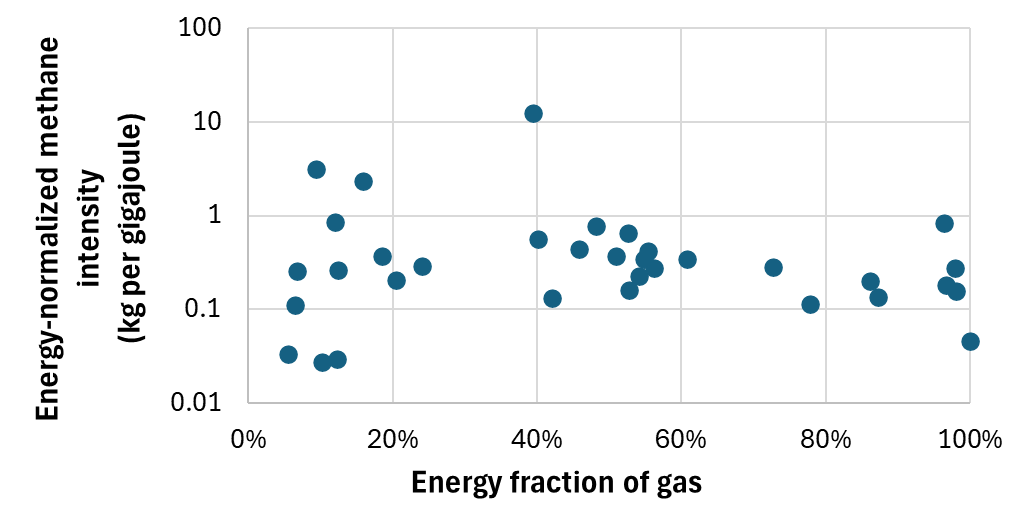 Energy-normalized methane
intensity
(kg per gigajoule)
100
10
1
0.1
0.01
0%
20%
40%
60%
80%
100%
Energy fraction of gas